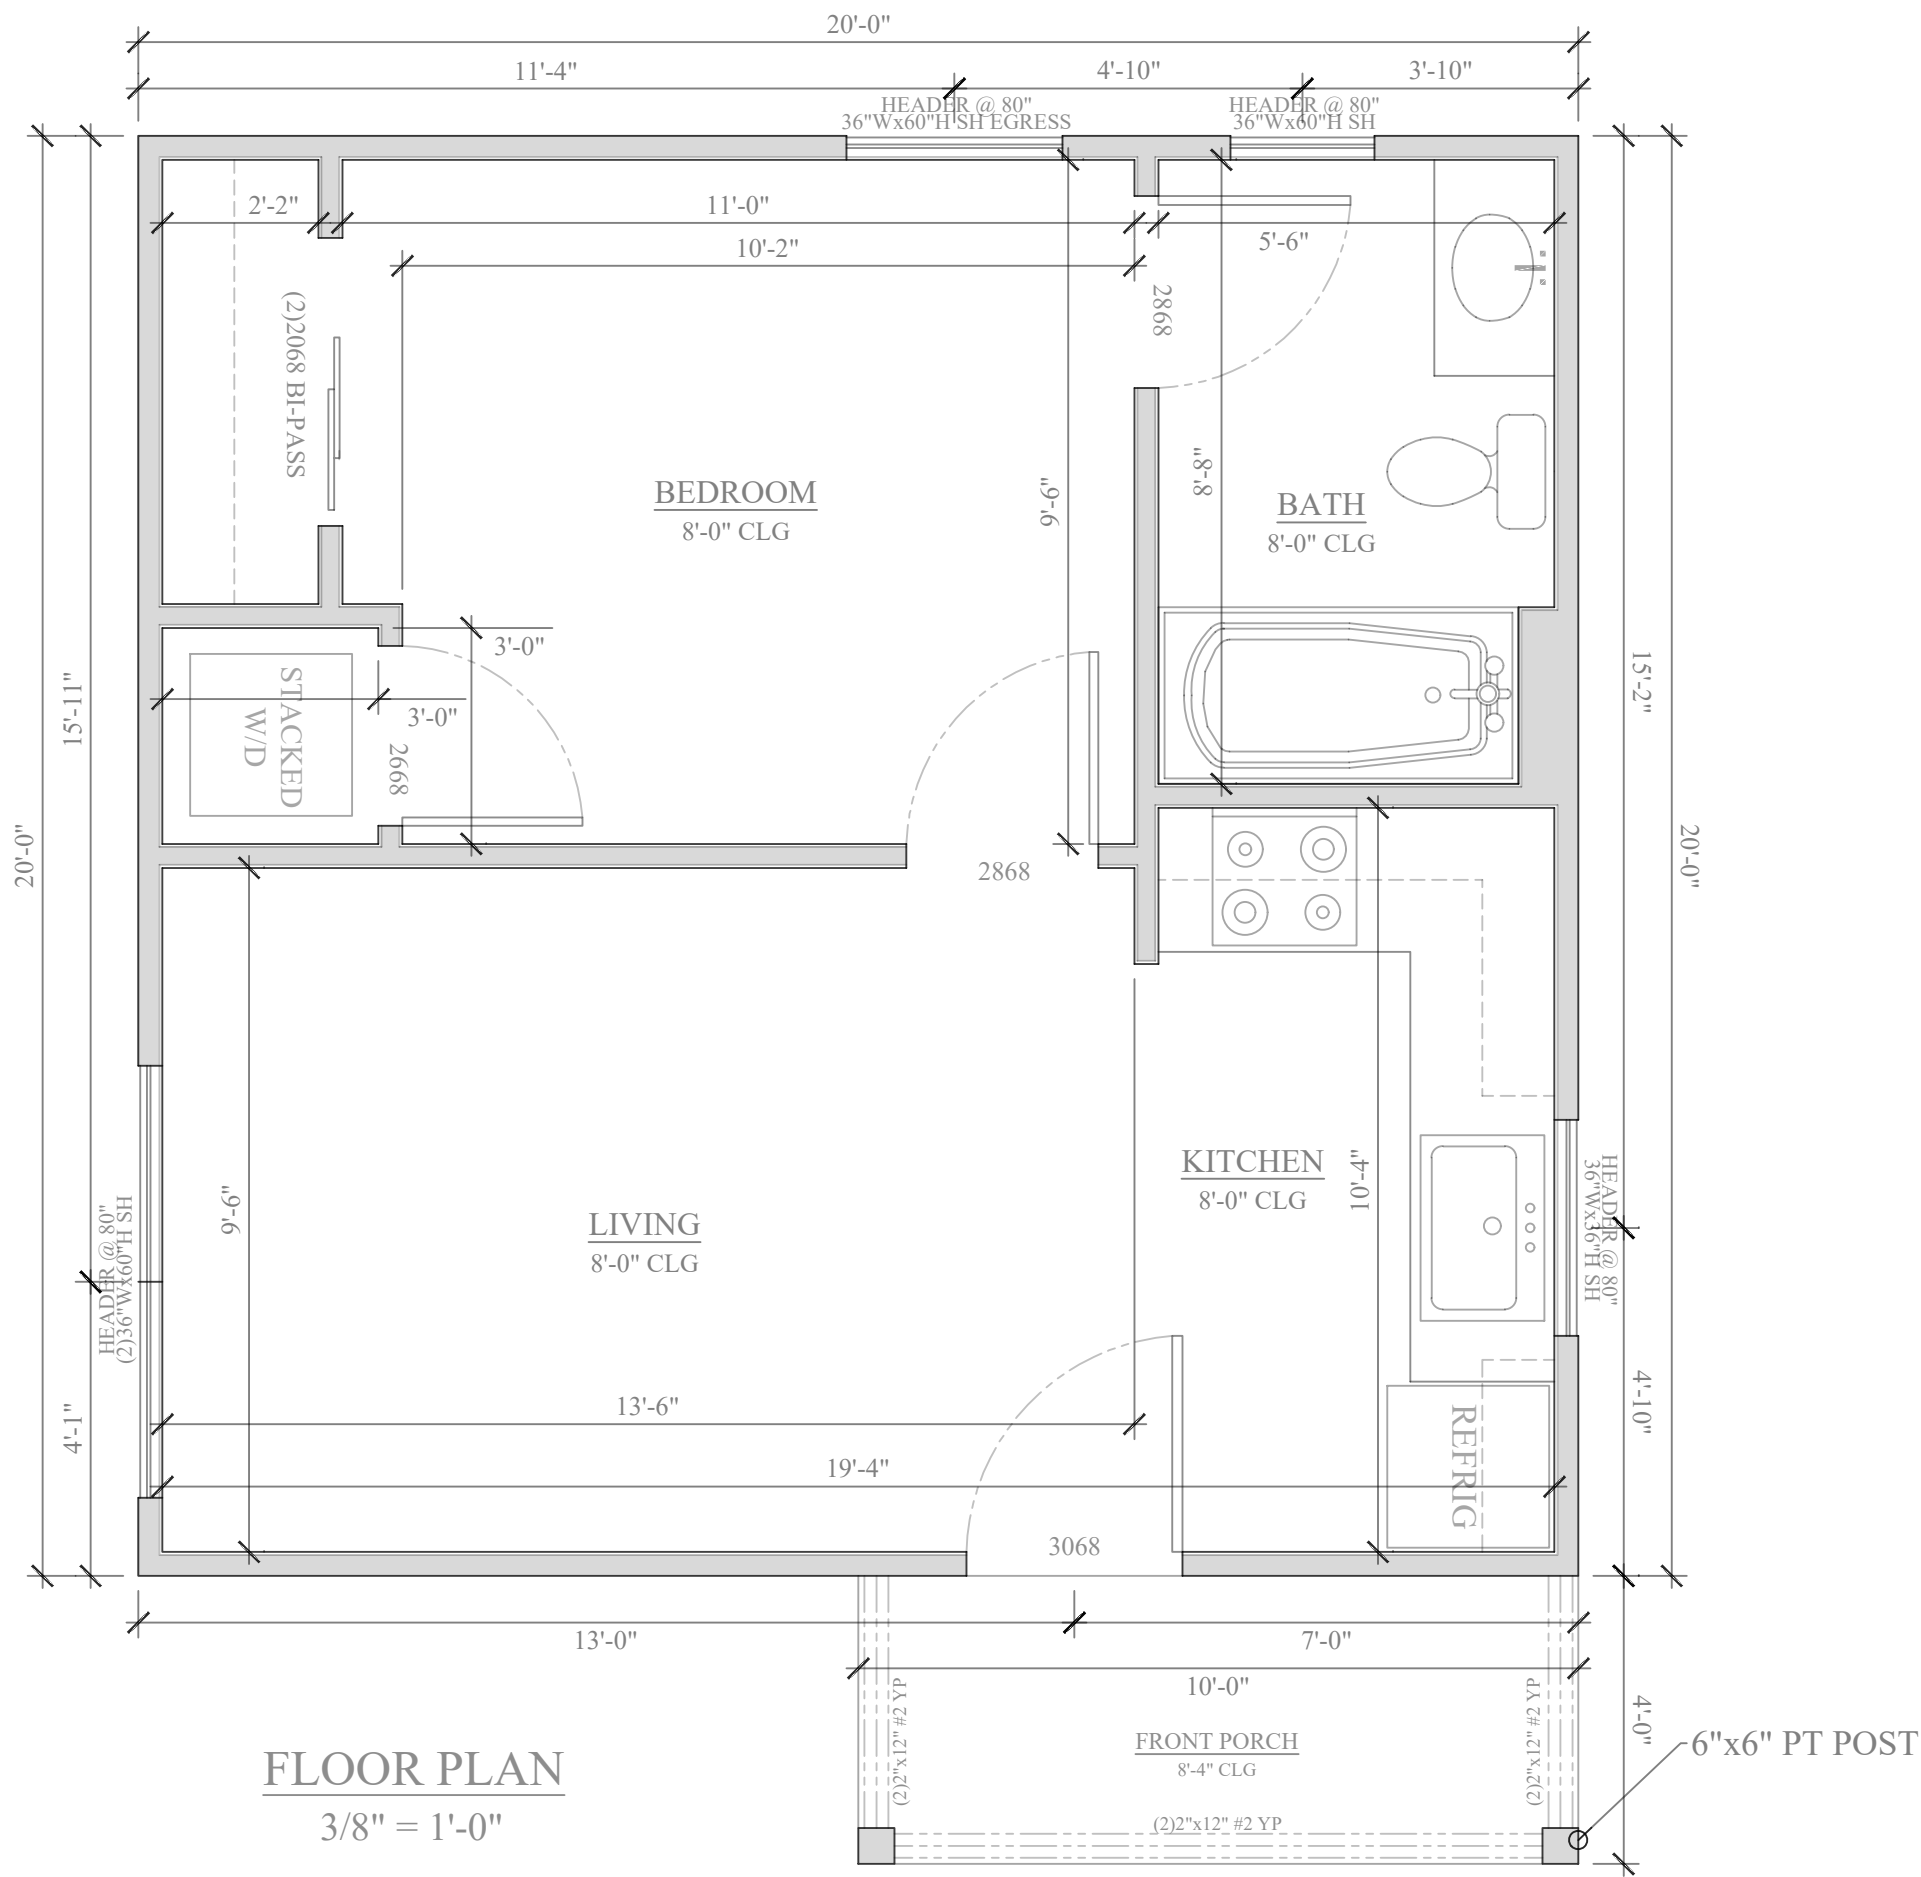 20'-0"
11'-4"
4'-10"
3'-10"
HEADER @ 80"
36"Wx60"H SH EGRESS
HEADER @ 80"
36"Wx60"H SH
2'-2"
11'-0"
5'-6"
10'-2"
2868
(2)2068 BI-PASS
BEDROOM
8'-0" CLG
9'-6"
8'-8"
BATH
8'-0" CLG
3'-0"
3'-0"
STACKED
W/D
2668
2868
15'-11"
20'-0"
15'-2"
20'-0"
HEADER @ 80"
(2)36"Wx60"H SH
4'-1"
9'-6"
LIVING
8'-0" CLG
KITCHEN
8'-0" CLG
10'-4"
HEADER @ 80"
36"Wx36"H SH
4'-10"
13'-6"
19'-4"
REFRIG
3068
13'-0"
7'-0"
10'-0"
(2)2"x12" #2 YP
FRONT PORCH
8'-4" CLG
(2)2"x12" #2 YP
(2)2"x12" #2 YP
4'-0"
6"x6" PT POST
FLOOR PLAN
3/8" = 1'-0"